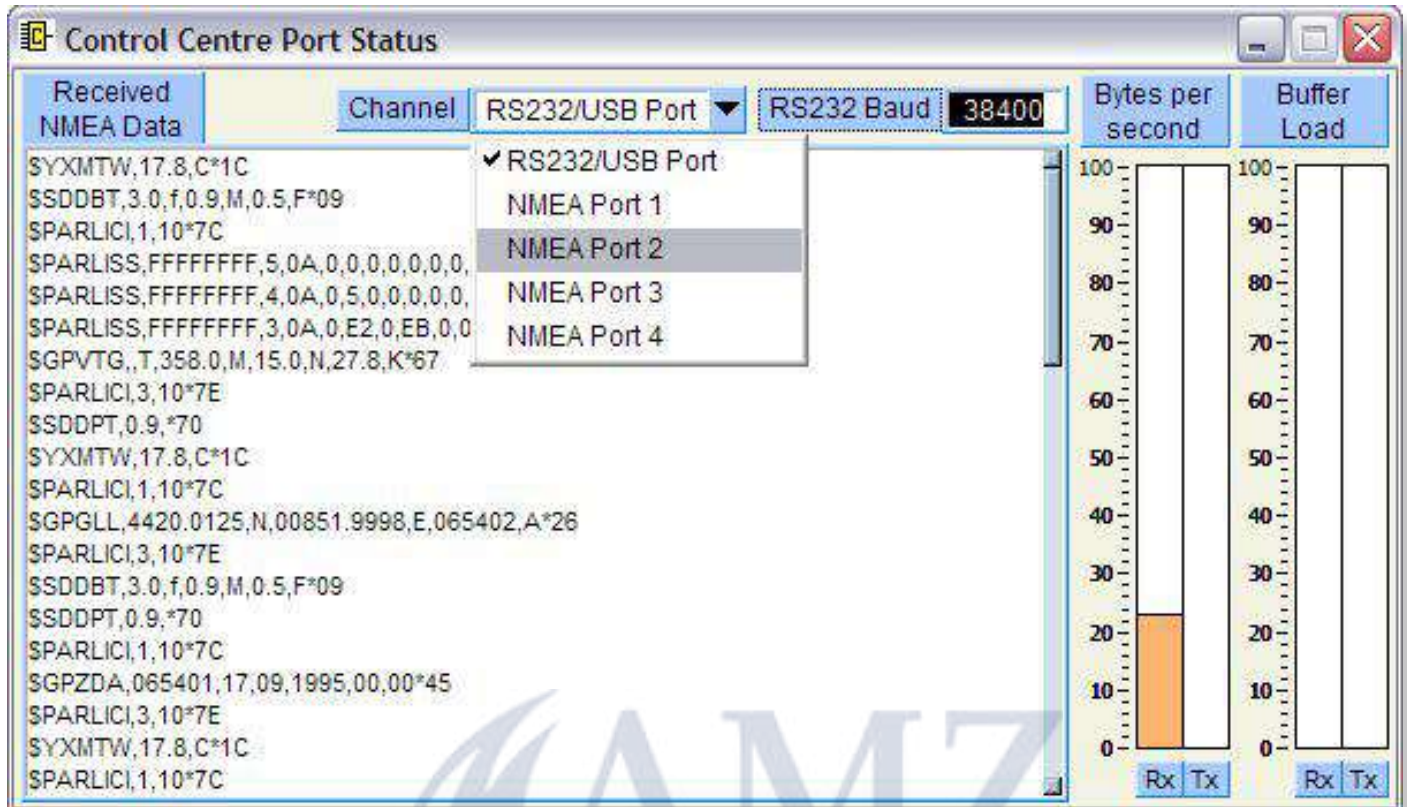 Control Centre Port Status
Received
NMEA Data
Channel
RS232/USB Port
RS232 Baud
38400
Bytes per
second
Buffer
Load
✔RS232/USB Port
NMEA Port 1
NMEA Port 2
NMEA Port 3
NMEA Port 4
$YXMTW,17.8,C*1C
$SDDBT,3.0,f,0.9,M,0.5,F*09
$PARLICI,1,10*7C
$PARLISS,FFFFFFFF,5,0A,0,0,0,0,0,0,0,
$PARLISS,FFFFFFFF,4,0A,0,5,0,0,0,0,0,
$PARLISS,FFFFFFFF,3,0A,0,E2,0,EB,0,0
$GPVTG,,T,358.0,M,15.0,N,27.8,K*67
$PARLICI,3,10*7E
$SDDPT,0.9,*70
$YXMTW,17.8,C*1C
$PARLICI,1,10*7C
$GPGLL,4420.0125,N,00851.9998,E,065402,A*26
$PARLICI,3,10*7E
$SDDBT,3.0,f,0.9,M,0.5,F*09
$SDDPT,0.9,*70
$PARLICI,1,10*7C
$GPZDA,065401,17,09,1995,00,00*45
$PARLICI,3,10*7E
$YXMTW,17.8,C*1C
$PARLICI,1,10*7C
100
90
80
70
60
50
40
30
20
10
0
Rx Tx
100
90
80
70
60
50
40
30
20
10
0
Rx Tx
AMZ